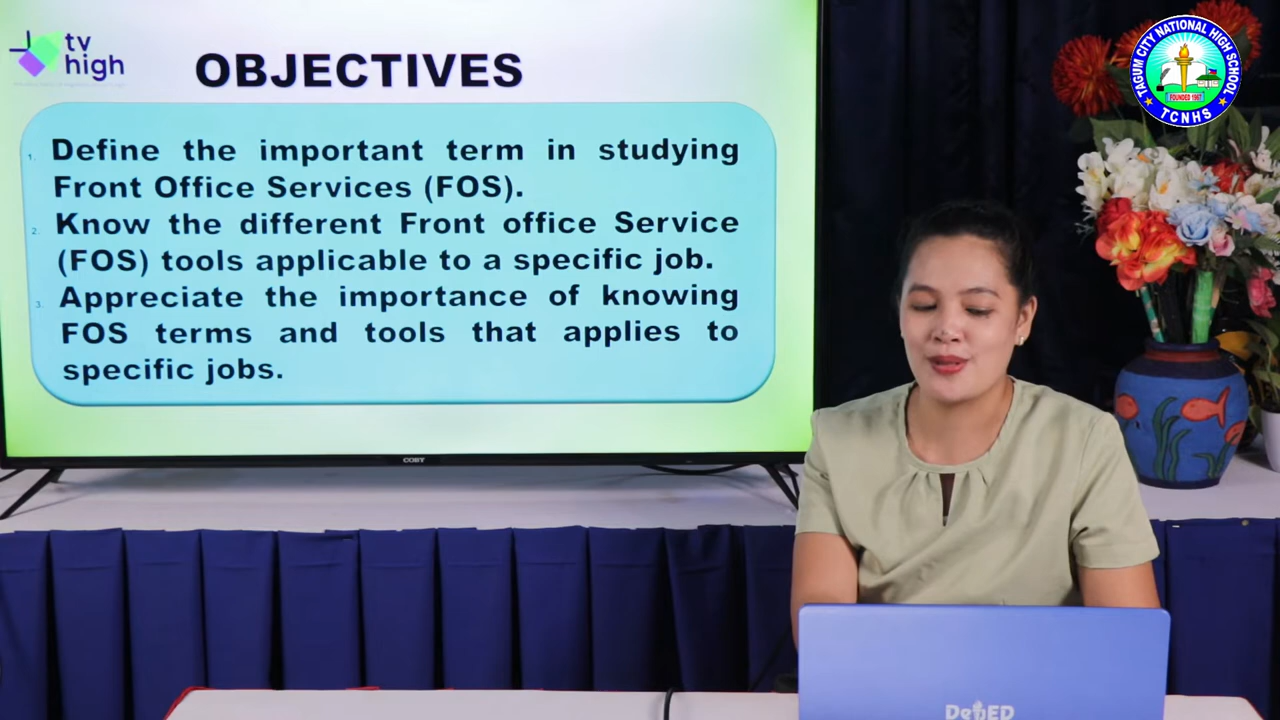 tv
high
OBJECTIVES
1. Define the important term in studying
Front Office Services (FOS).
2. Know the different Front office Service
(FOS) tools applicable to a specific job.
3. Appreciate the importance of knowing
FOS terms and tools that applies to
specific jobs.
COBY
TAGUM CITY NATIONAL HIGH SCHOOL
FOUNDED 1967
TCNHS
DepED